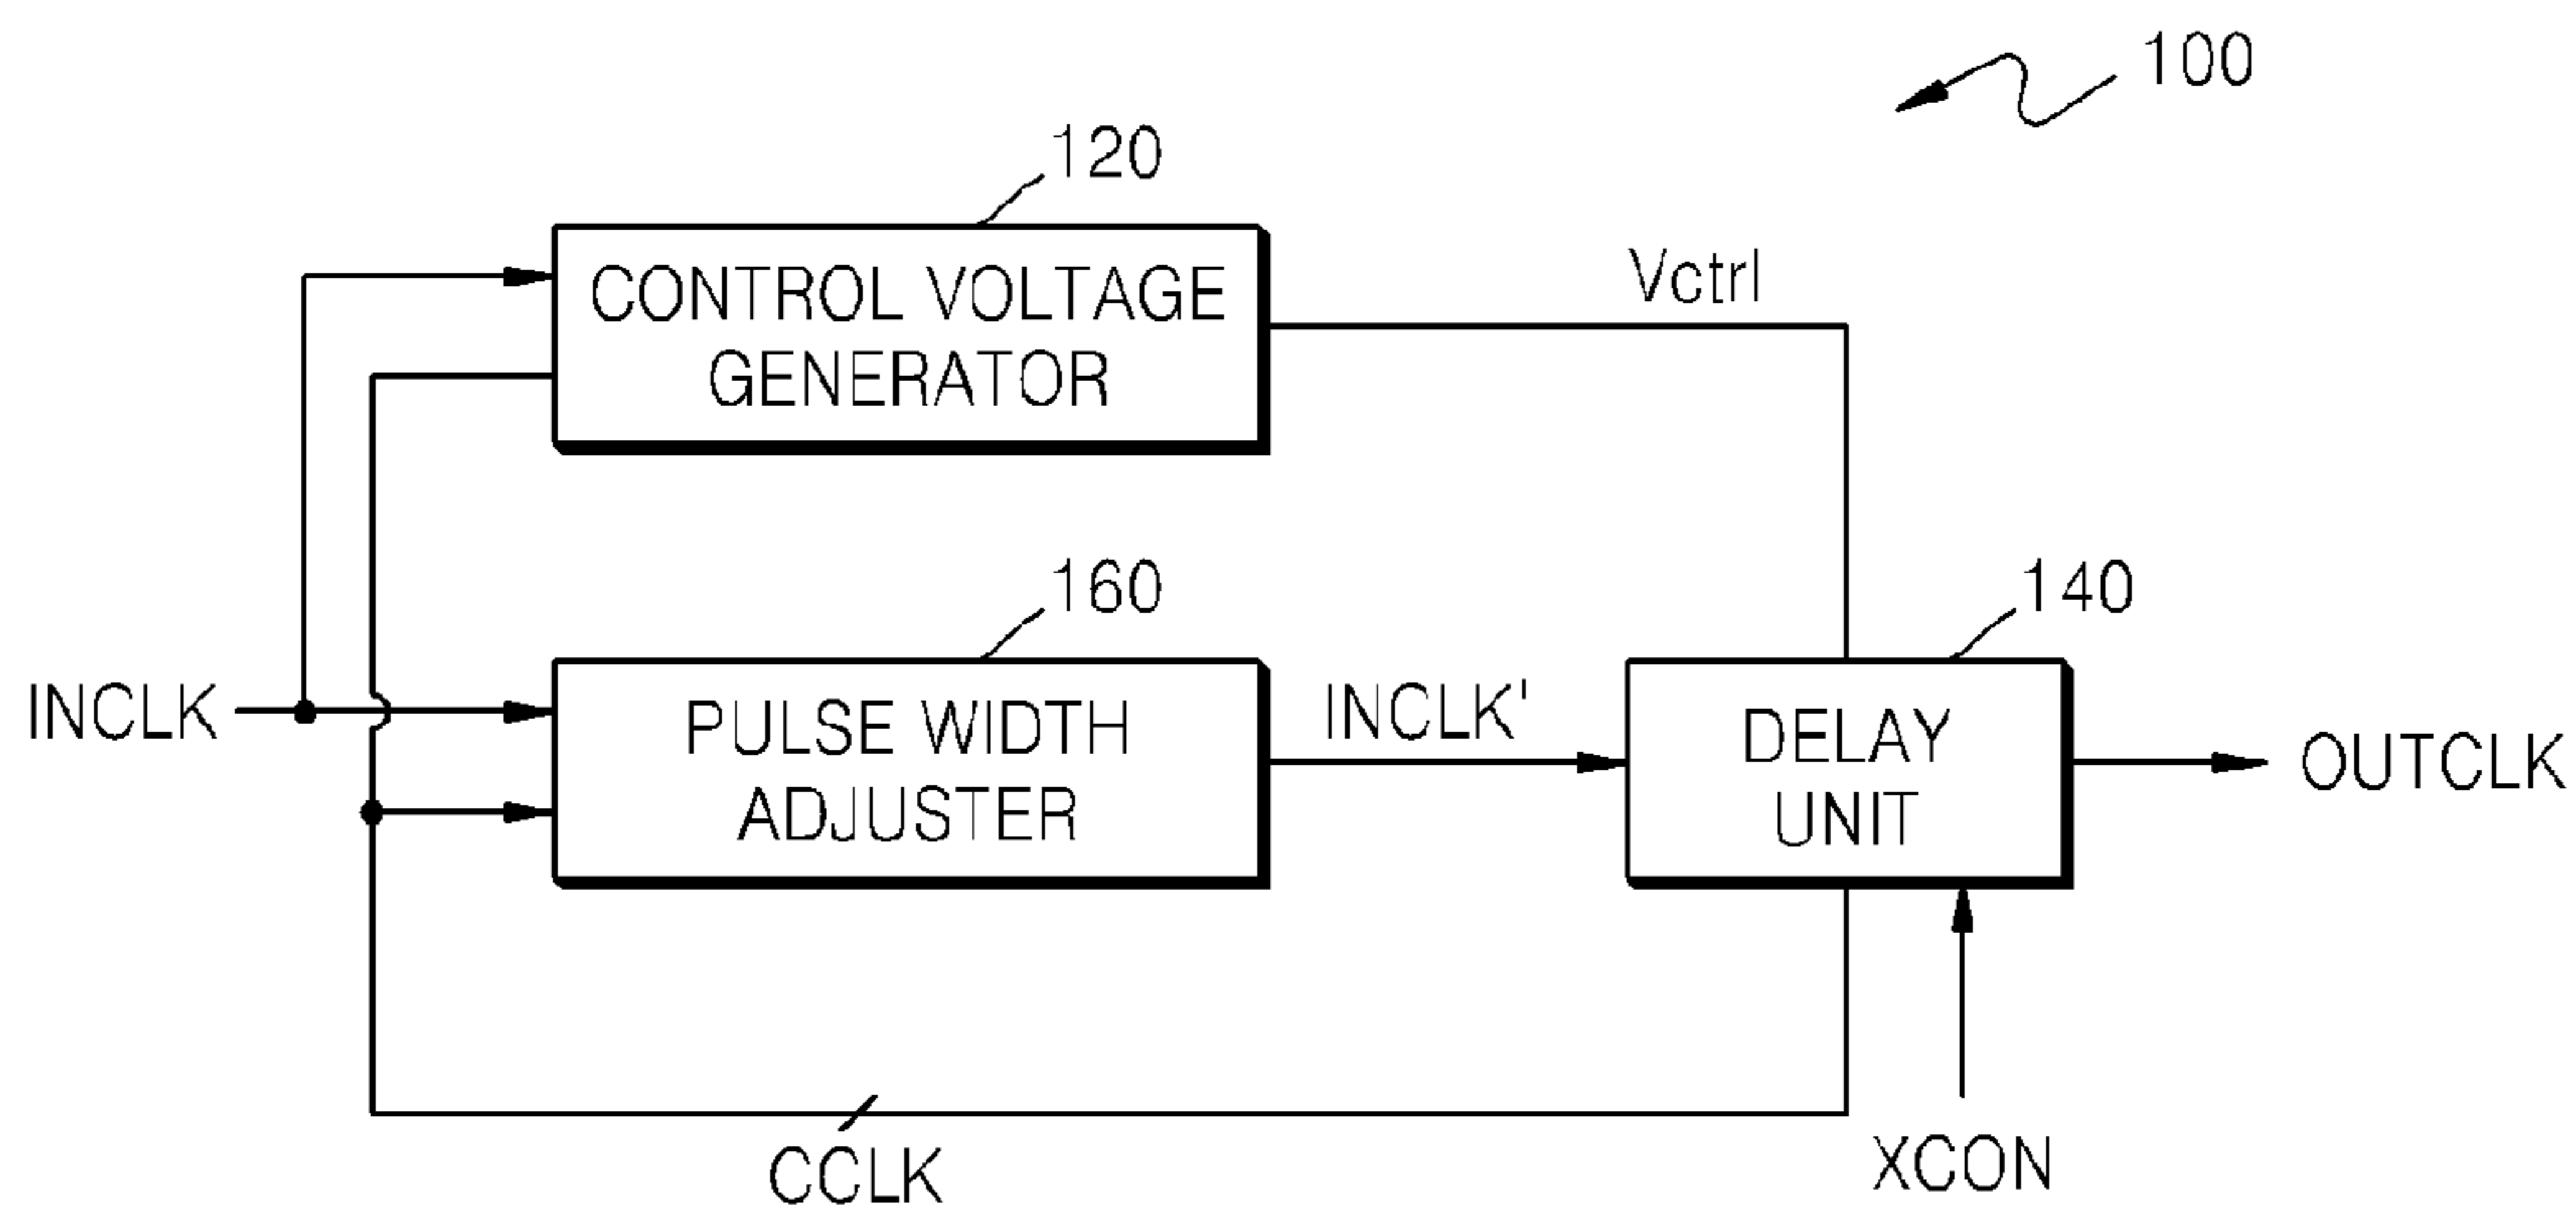 100
120
CONTROL VOLTAGE
GENERATOR
Vctrl
160
140
INCLK
PULSE WIDTH
ADJUSTER
INCLK'
DELAY
UNIT
OUTCLK
CCLK
XCON